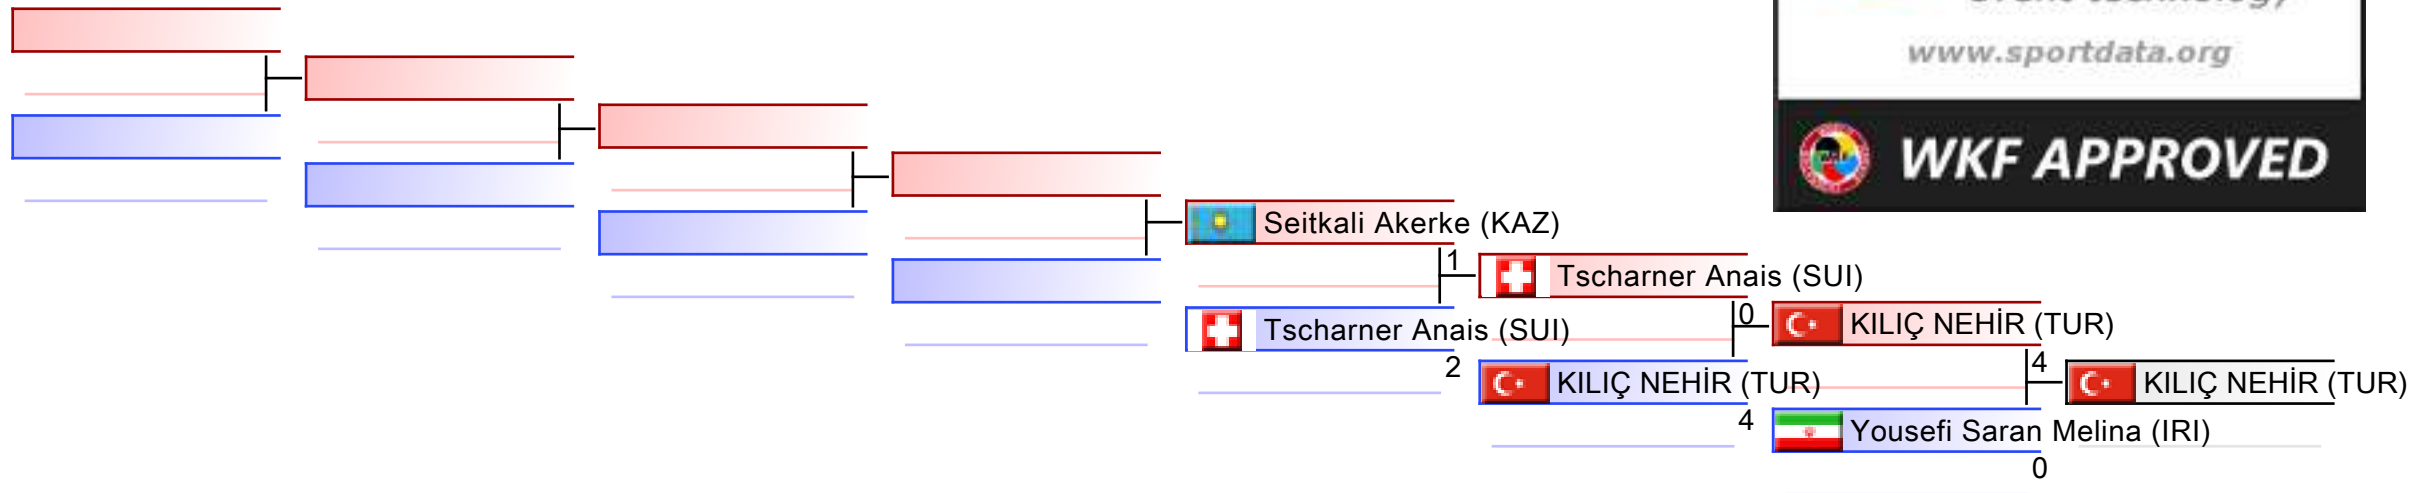 www.sportdata.org
WKF APPROVED
Seitkali Akerke (KAZ)
1
Tscharner Anais (SUI)
Tscharner Anais (SUI)
2
0
KILIÇ NEHİR (TUR)
KILIÇ NEHİR (TUR)
4
4
KILIÇ NEHİR (TUR)
Yousefi Saran Melina (IRI)
0